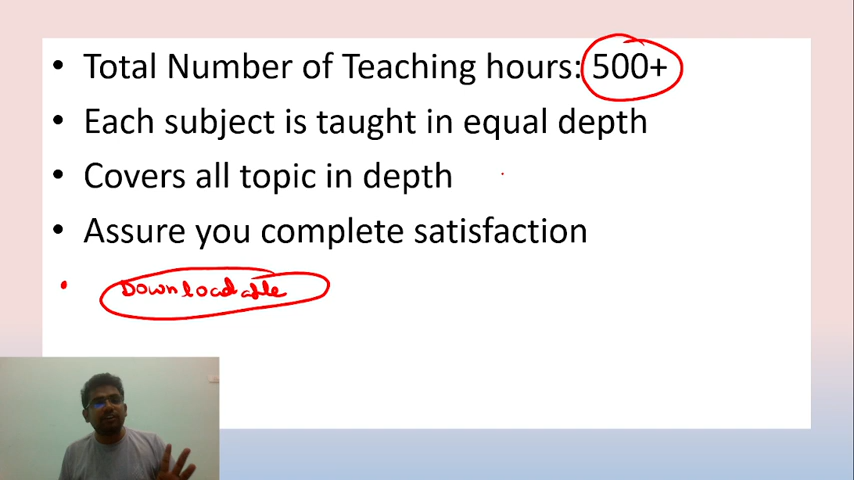 • Total Number of Teaching hours: 500+
• Each subject is taught in equal depth
• Covers all topic in depth
• Assure you complete satisfaction
• Downloadable